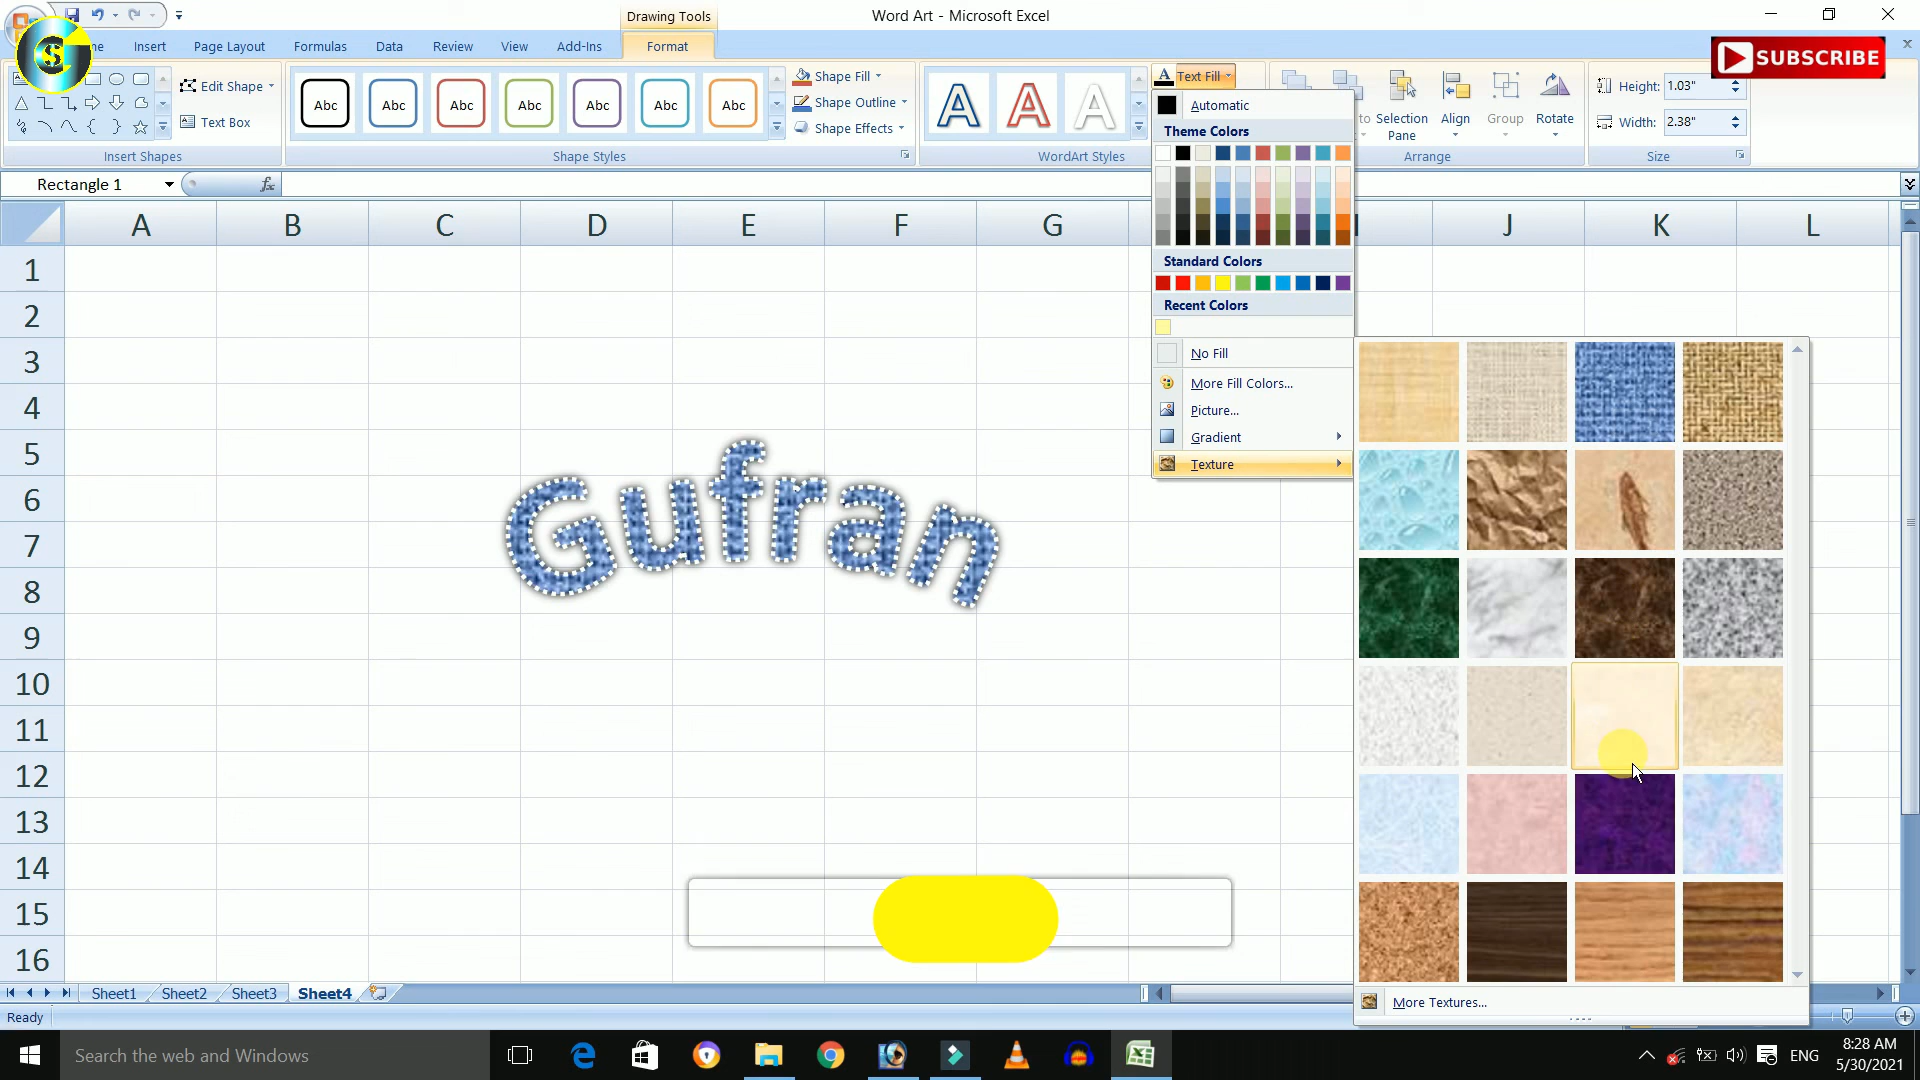 Drawing Tools
Word Art - Microsoft Excel
Insert
Page Layout
Formulas
Data
Review
View
Add-Ins
Format
SUBSCRIBE
Edit Shape
Text Box
Insert Shapes
Abc
Abc
Abc
Abc
Abc
Abc
Abc
Shape Fill
Shape Outline
Shape Effects
Shape Styles
A
A
A
WordArt Styles
A
Text Fill
Selection
Pane
Align
Group
Rotate
Arrange
Height:
1.03"
Width:
2.38"
Size
Rectangle 1
fx
Automatic
Theme Colors
Standard Colors
Recent Colors
No Fill
More Fill Colors...
Picture...
Gradient
Texture
A
B
C
D
E
F
G
J
K
L
1
2
3
4
5
6
7
8
9
10
11
12
13
14
15
16
Gufran
More Textures...
Sheet1
Sheet2
Sheet3
Sheet4
Ready
Search the web and Windows
ENG
8:28 AM
5/30/2021